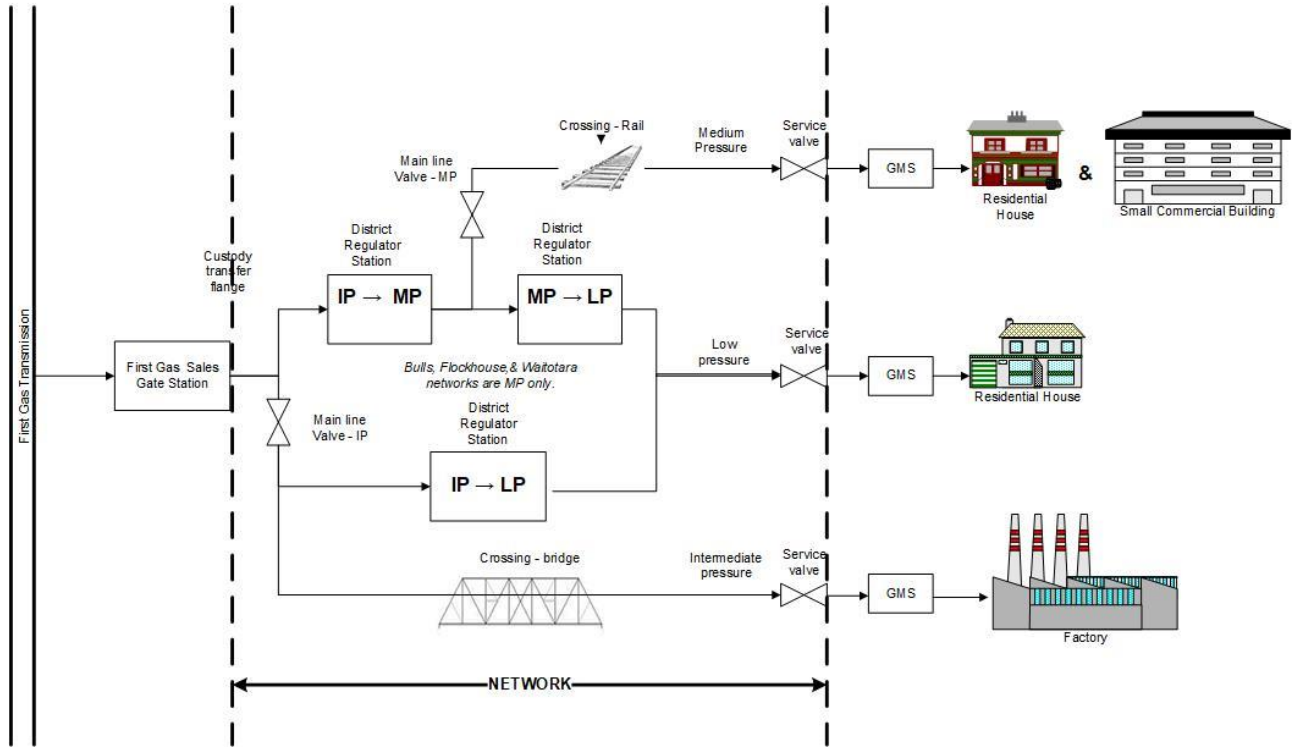 First Gas Transmission
First Gas Sales
Gate Station
Custody
transfer
flange
Main line
Valve - MP
Crossing - Rail
Medium
Pressure
Service
valve
GMS
Residential
House
&
Small Commercial Building
District
Regulator
Station
IP → MP
District
Regulator
Station
MP → LP
Bulls, Flockhouse,& Waitotara
networks are MP only.
Low
pressure
Service
valve
GMS
Residential House
Main line
Valve - IP
District
Regulator
Station
IP → LP
Crossing - bridge
Intermediate
pressure
Service
valve
GMS
Factory
NETWORK